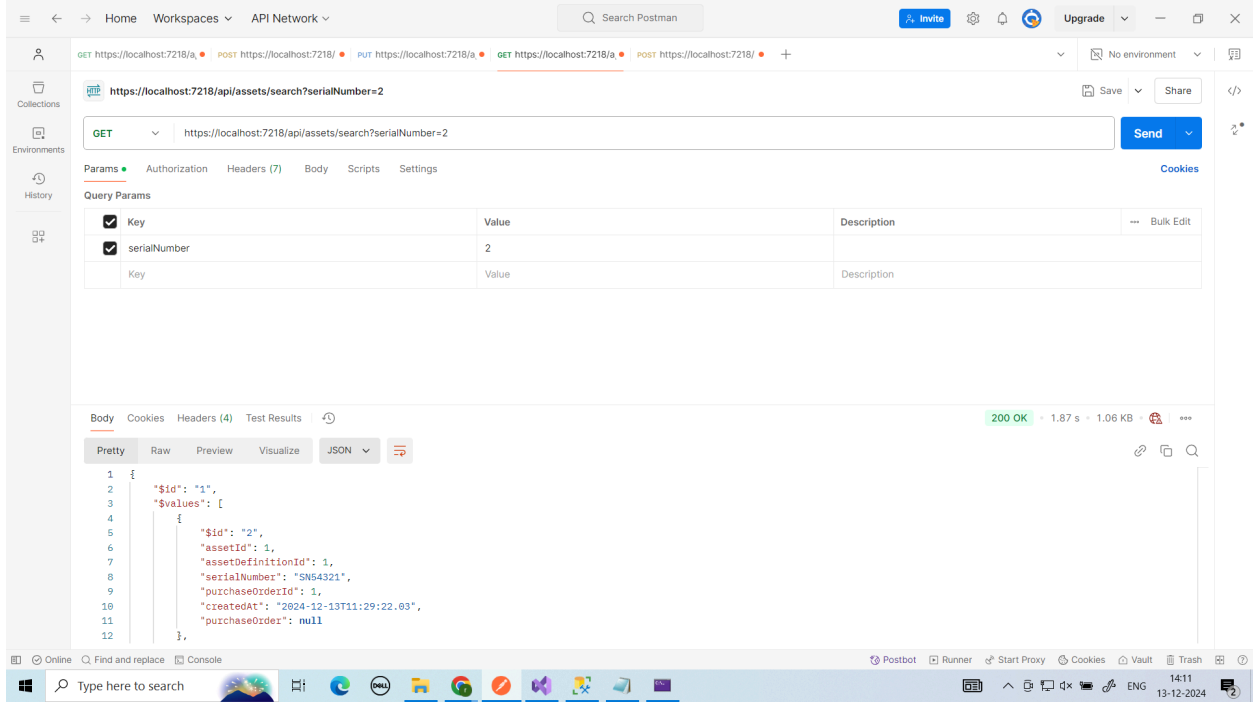 Home Workspaces API Network Search Postman Invite Upgrade
GET https://localhost:7218/a POST https://localhost:7218/ PUT https://localhost:7218/a GET https://localhost:7218/a POST https://localhost:7218/ + No environment
HTTP https://localhost:7218/api/assets/search?serialNumber=2 Save Share
Collections
GET https://localhost:7218/api/assets/search?serialNumber=2 Send
Environments
Params Authorization Headers (7) Body Scripts Settings Cookies
History
Query Params
Key Value Description Bulk Edit
serialNumber 2
Key Value Description
Body Cookies Headers (4) Test Results 200 OK 1.87 s 1.06 KB
Pretty Raw Preview Visualize JSON
1 {
2 "$id": "1",
3 "$values": [
4 {
5 "$id": "2",
6 "assetId": 1,
7 "assetDefinitionId": 1,
8 "serialNumber": "SN54321",
9 "purchaseOrderId": 1,
10 "createdAt": "2024-12-13T11:29:22.03",
11 "purchaseOrder": null
12 },
Online Find and replace Console Postbot Runner Start Proxy Cookies Vault Trash
Type here to search DELL ENG 14:11
13-12-2024 2